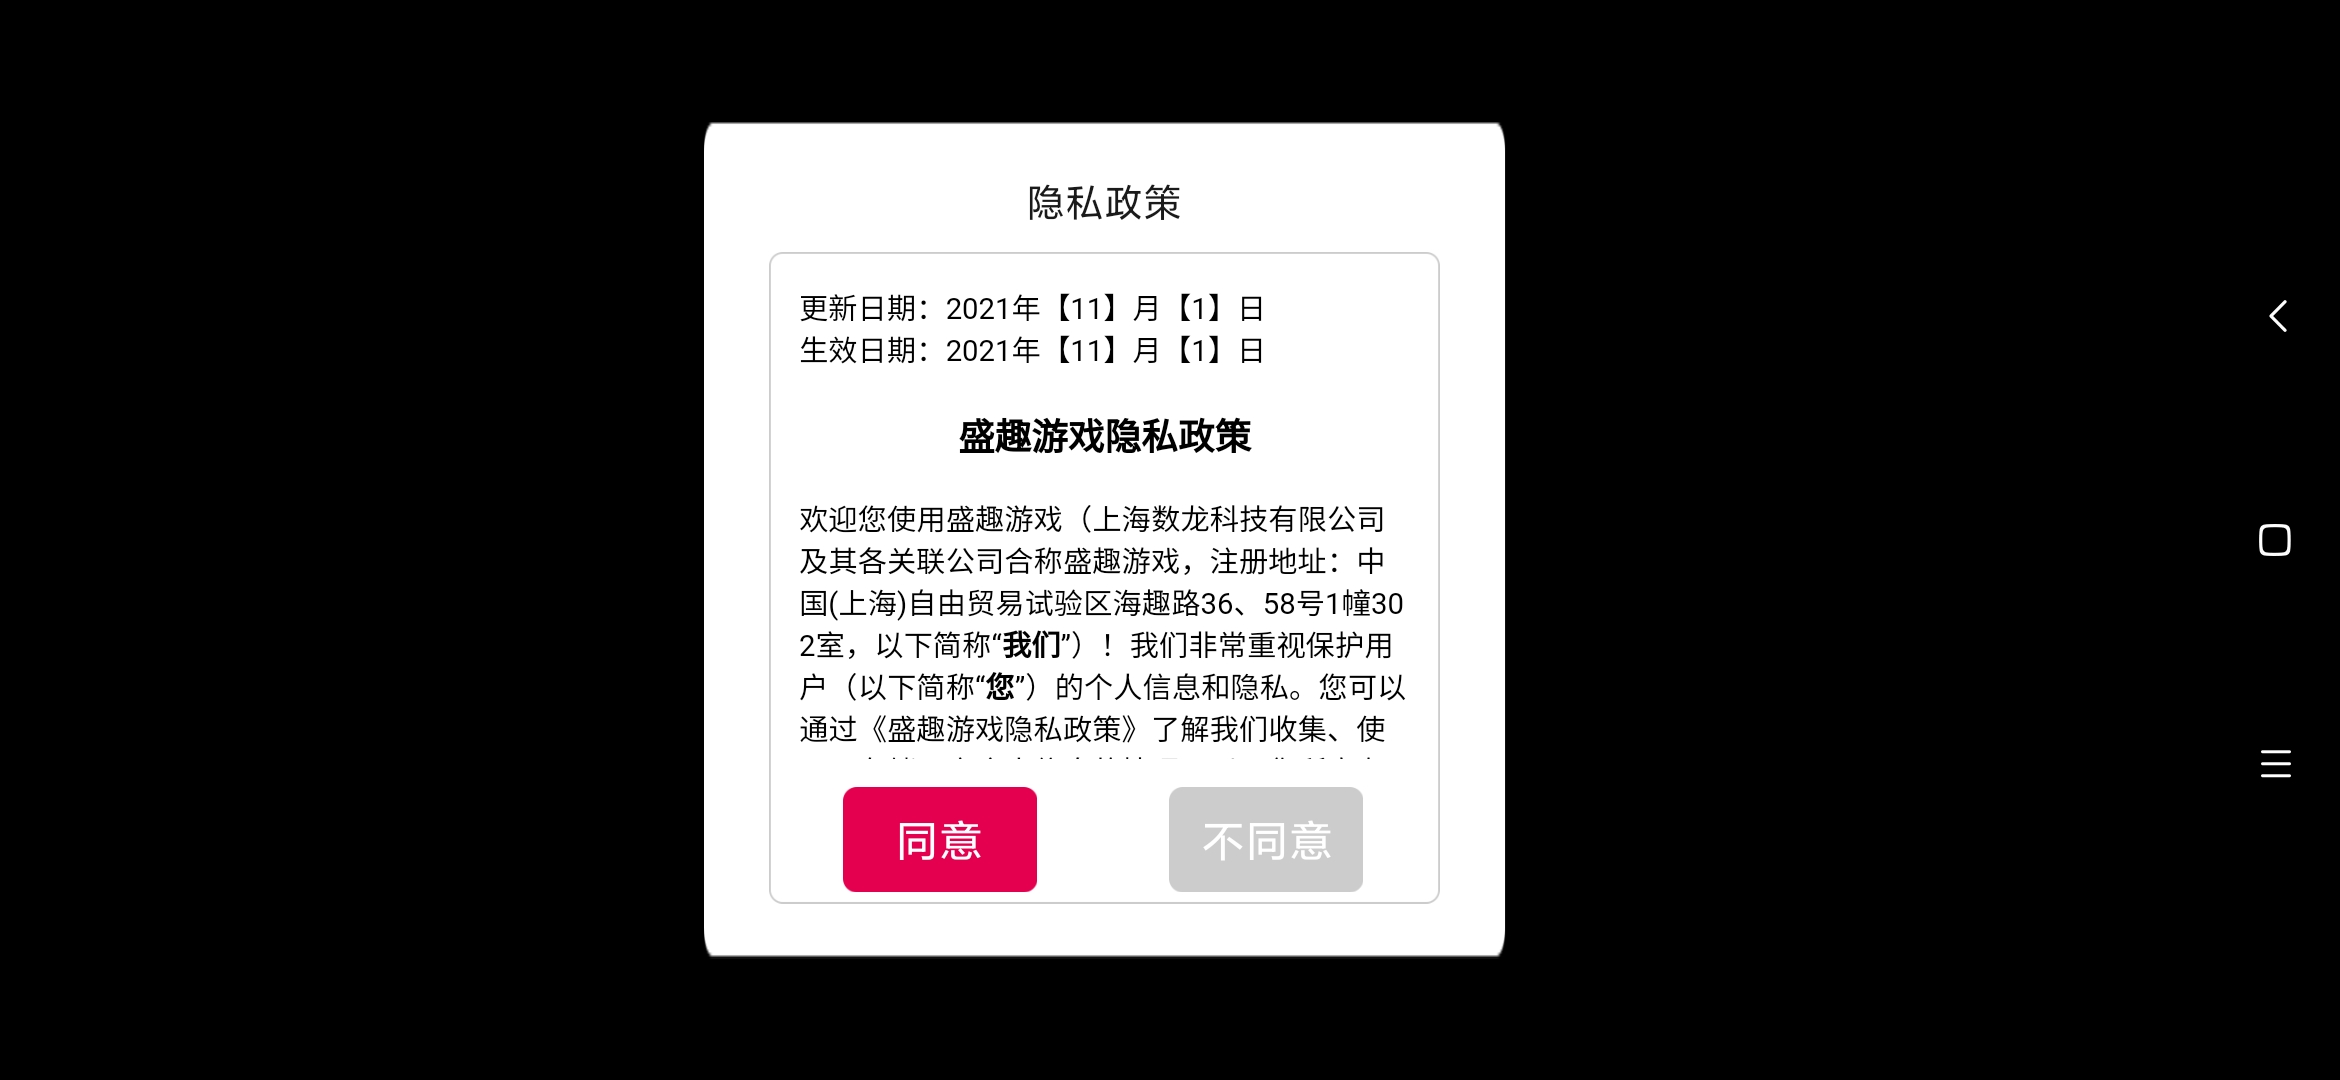 隐私政策
更新日期：2021年【11】月【1】日
生效日期：2021年【11】月【1】日
盛趣游戏隐私政策
欢迎您使用盛趣游戏（上海数龙科技有限公司
及其各关联公司合称盛趣游戏，注册地址：中
国(上海)自由贸易试验区海趣路36、58号1幢30
2室，以下简称“我们”）！我们非常重视保护用
户（以下简称“您”）的个人信息和隐私。您可以
通过《盛趣游戏隐私政策》了解我们收集、使
同意
不同意